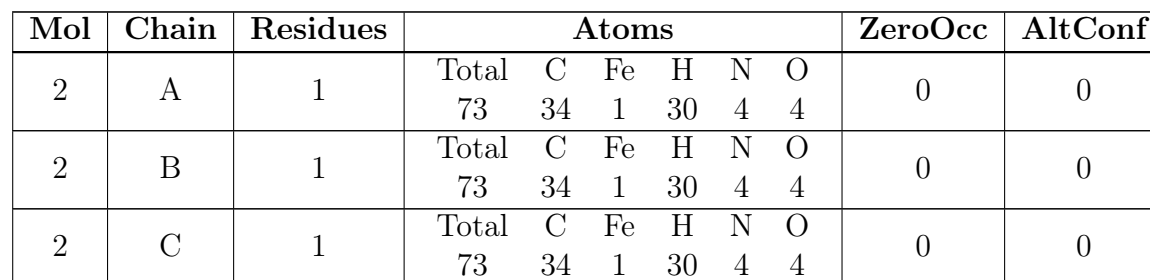 Mol Chain Residues Atoms ZeroOcc AltConf
2 A 1 Total C Fe H N O 0 0
73 34 1 30 4 4
2 B 1 Total C Fe H N O 0 0
73 34 1 30 4 4
2 C 1 Total C Fe H N O 0 0
73 34 1 30 4 4